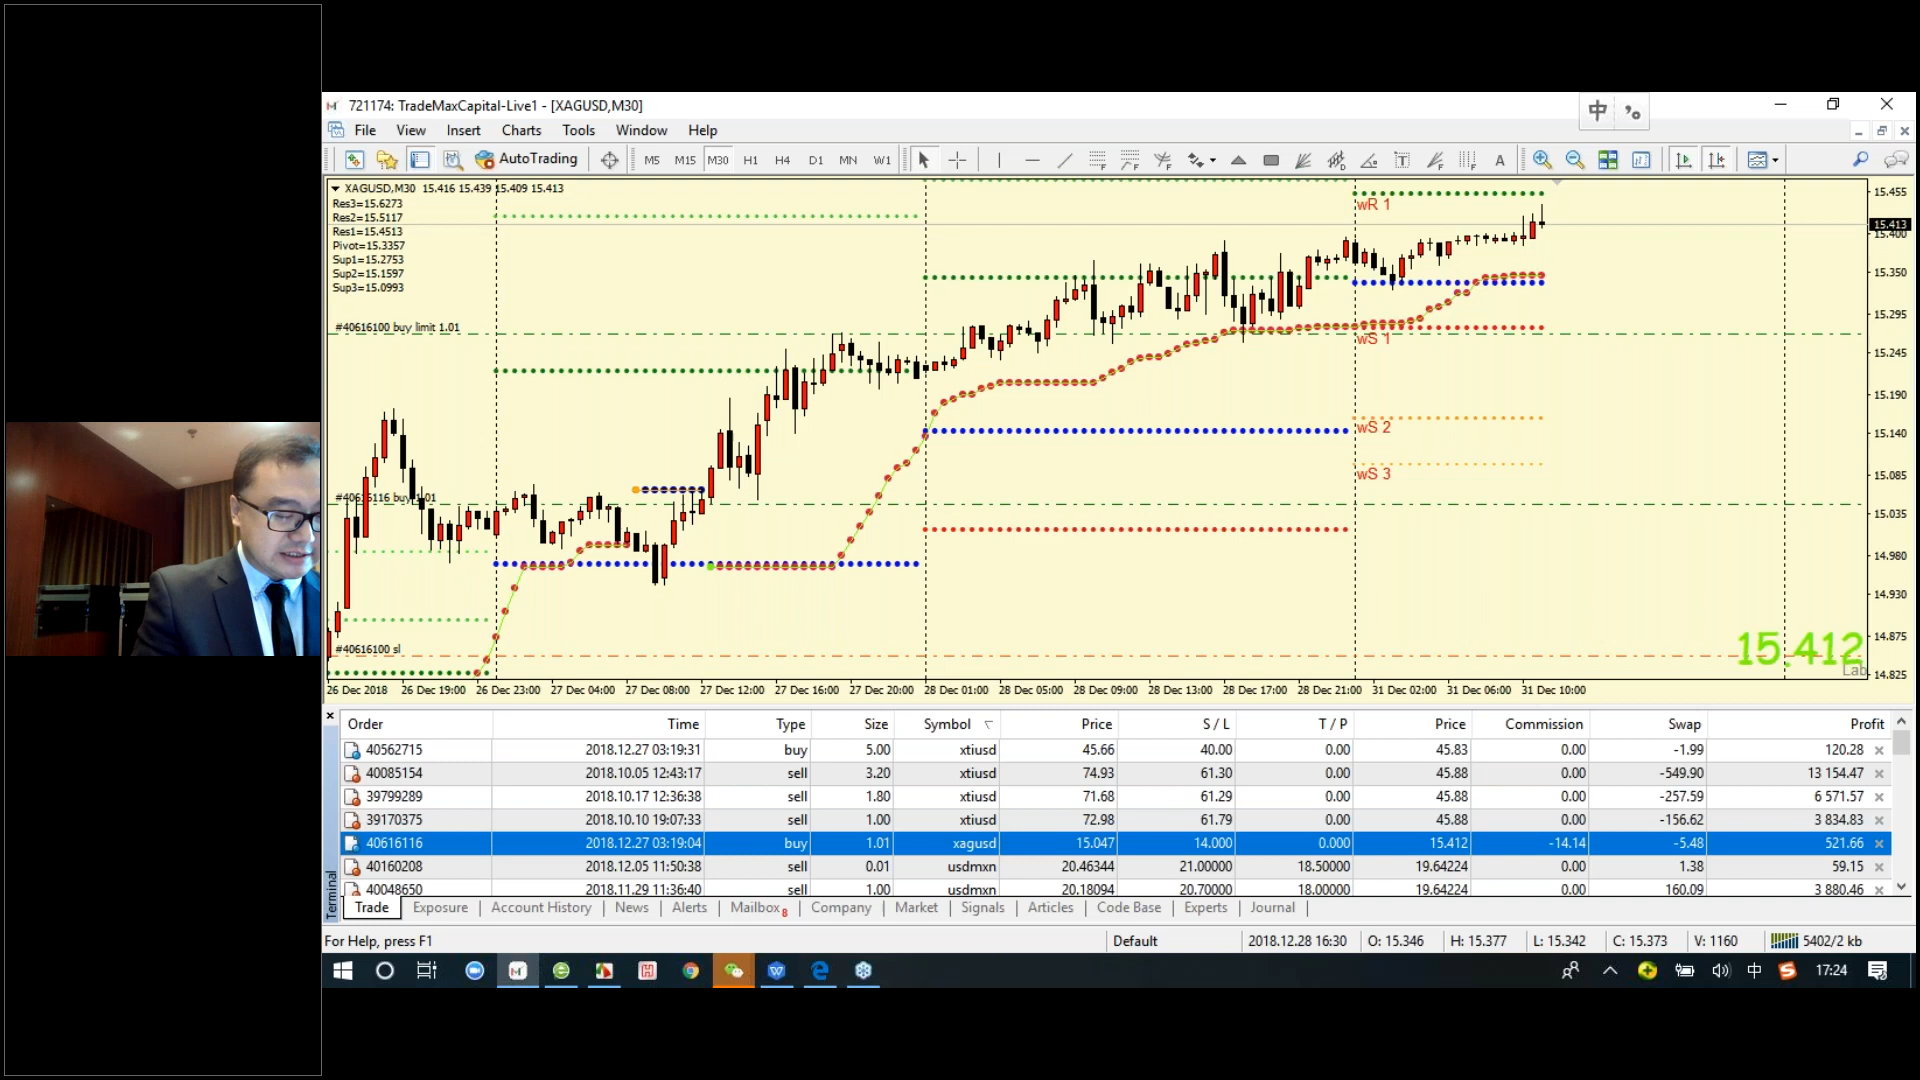 721174: TradeMaxCapital-Live1 - [XAGUSD,M30]
中
File View Insert Charts Tools Window Help
AutoTrading M5 M15 M30 H1 H4 D1 MN W1
XAGUSD,M30 15.416 15.439 15.409 15.413
Res3=15.6273
Res2=15.5117
Res1=15.4513
Pivot=15.3357
Sup1=15.2753
Sup2=15.1597
Sup3=15.0993
#40616100 buy limit 1.01
#40616116 buy 1.01
#40616100 sl
wR 1
wS 1
wS 2
wS 3
15.455
15.413
15.400
15.350
15.295
15.245
15.190
15.140
15.085
15.035
14.980
14.930
14.875
14.825
15.412
Lab
26 Dec 2018 26 Dec 19:00 26 Dec 23:00 27 Dec 04:00 27 Dec 08:00 27 Dec 12:00 27 Dec 16:00 27 Dec 20:00 28 Dec 01:00 28 Dec 05:00 28 Dec 09:00 28 Dec 13:00 28 Dec 17:00 28 Dec 21:00 31 Dec 02:00 31 Dec 06:00 31 Dec 10:00
Order Time Type Size Symbol Price S / L T / P Price Commission Swap Profit
40562715 2018.12.27 03:19:31 buy 5.00 xtiusd 45.66 40.00 0.00 45.83 0.00 -1.99 120.28
40085154 2018.10.05 12:43:17 sell 3.20 xtiusd 74.93 61.30 0.00 45.88 0.00 -549.90 13 154.47
39799289 2018.10.17 12:36:38 sell 1.80 xtiusd 71.68 61.29 0.00 45.88 0.00 -257.59 6 571.57
39170375 2018.10.10 19:07:33 sell 1.00 xtiusd 72.98 61.79 0.00 45.88 0.00 -156.62 3 834.83
40616116 2018.12.27 03:19:04 buy 1.01 xagusd 15.047 14.000 0.000 15.412 -14.14 -5.48 521.66
40160208 2018.12.05 11:50:38 sell 0.01 usdmxn 20.46344 21.00000 18.50000 19.64224 0.00 1.38 59.15
40048650 2018.11.29 11:36:40 sell 1.00 usdmxn 20.18094 20.70000 18.00000 19.64224 0.00 160.09 3 880.46
Terminal
Trade Exposure Account History News Alerts Mailbox 8 Company Market Signals Articles Code Base Experts Journal
For Help, press F1 Default 2018.12.28 16:30 O: 15.346 H: 15.377 L: 15.342 C: 15.373 V: 1160 5402/2 kb
中 17:24